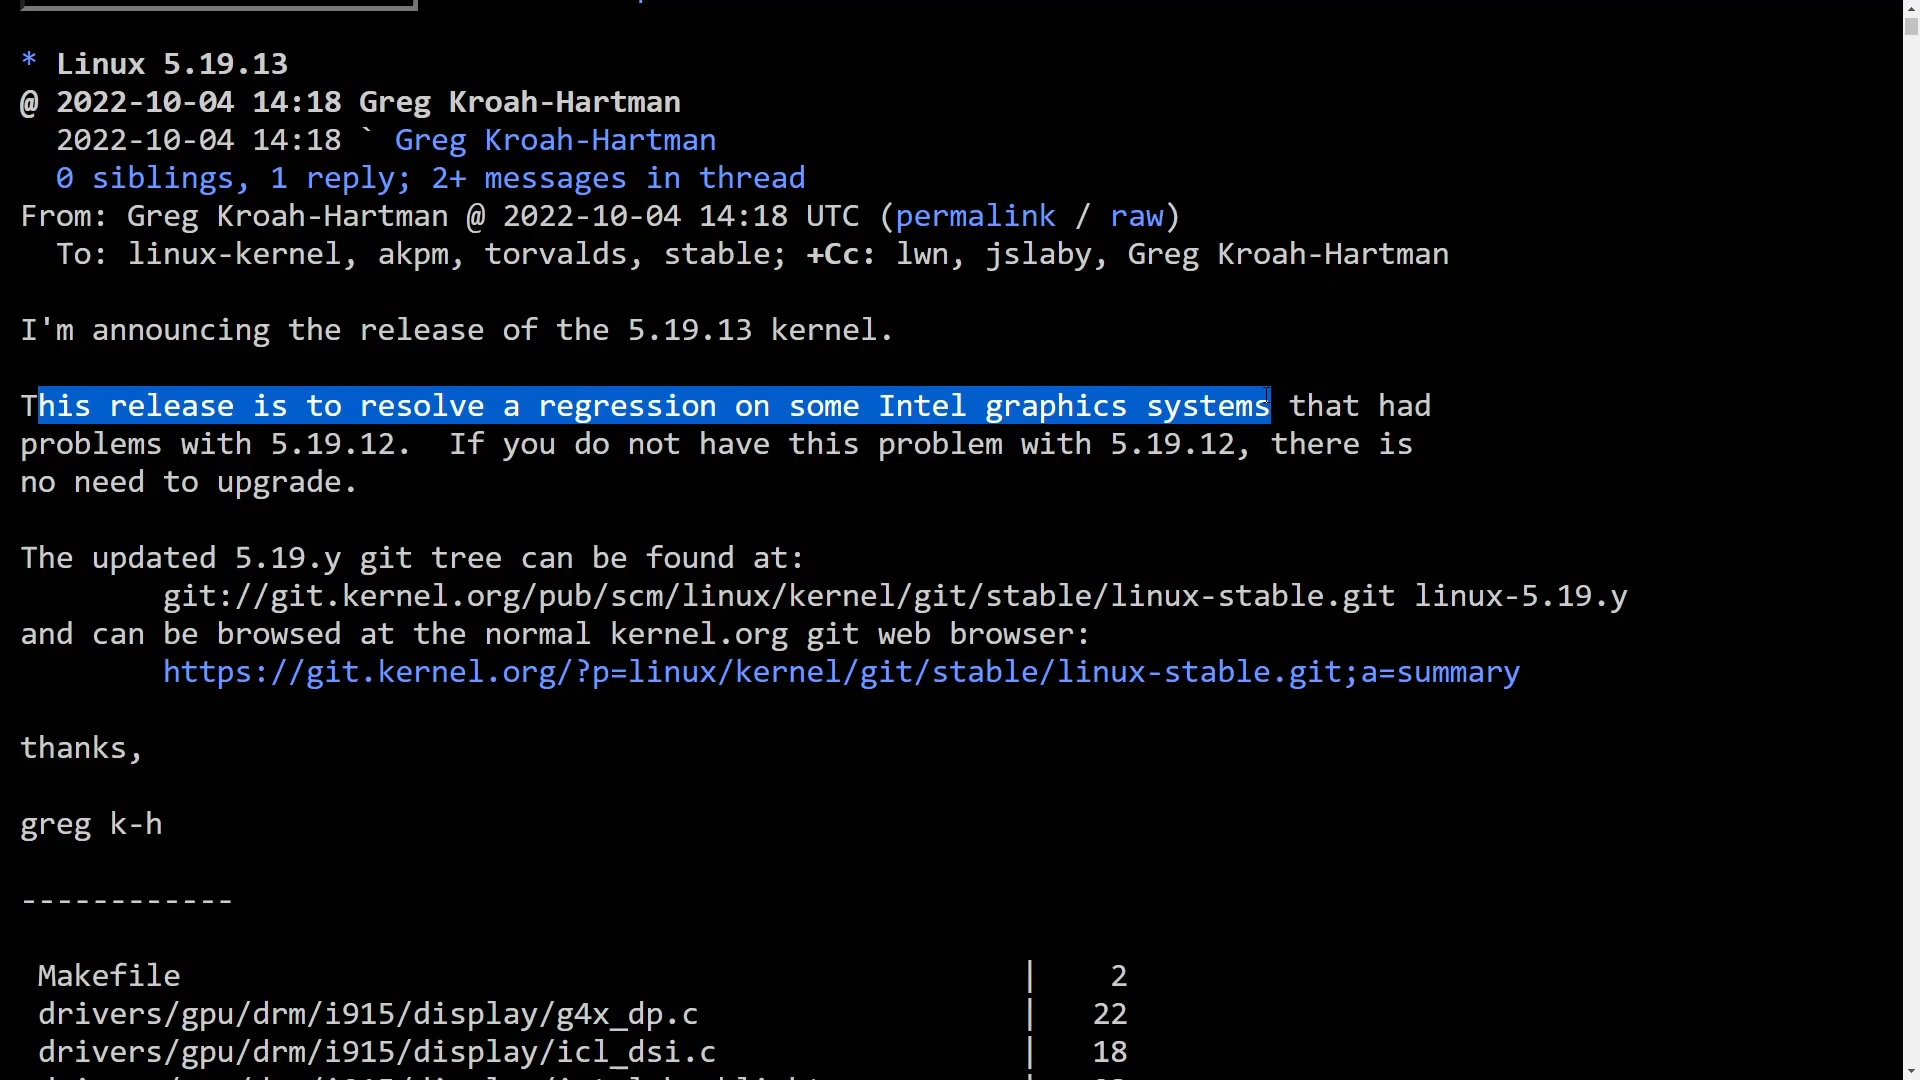 * Linux 5.19.13
@ 2022-10-04 14:18 Greg Kroah-Hartman
2022-10-04 14:18 ` Greg Kroah-Hartman
0 siblings, 1 reply; 2+ messages in thread
From: Greg Kroah-Hartman @ 2022-10-04 14:18 UTC (permalink / raw)
To: linux-kernel, akpm, torvalds, stable; +Cc: lwn, jslaby, Greg Kroah-Hartman
I'm announcing the release of the 5.19.13 kernel.
This release is to resolve a regression on some Intel graphics systems that had
problems with 5.19.12.  If you do not have this problem with 5.19.12, there is
no need to upgrade.
The updated 5.19.y git tree can be found at:
git://git.kernel.org/pub/scm/linux/kernel/git/stable/linux-stable.git linux-5.19.y
and can be browsed at the normal kernel.org git web browser:
https://git.kernel.org/?p=linux/kernel/git/stable/linux-stable.git;a=summary
thanks,
greg k-h
------------
Makefile | 2
drivers/gpu/drm/i915/display/g4x_dp.c | 22
drivers/gpu/drm/i915/display/icl_dsi.c | 18